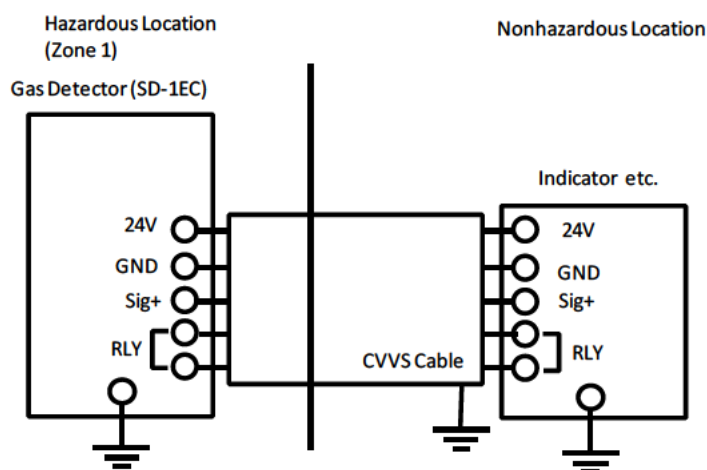 Hazardous Location
(Zone 1)
Nonhazardous Location
Gas Detector (SD-1EC)
Indicator etc.
24V
GND
Sig+
RLY
CVVS Cable
24V
GND
Sig+
RLY